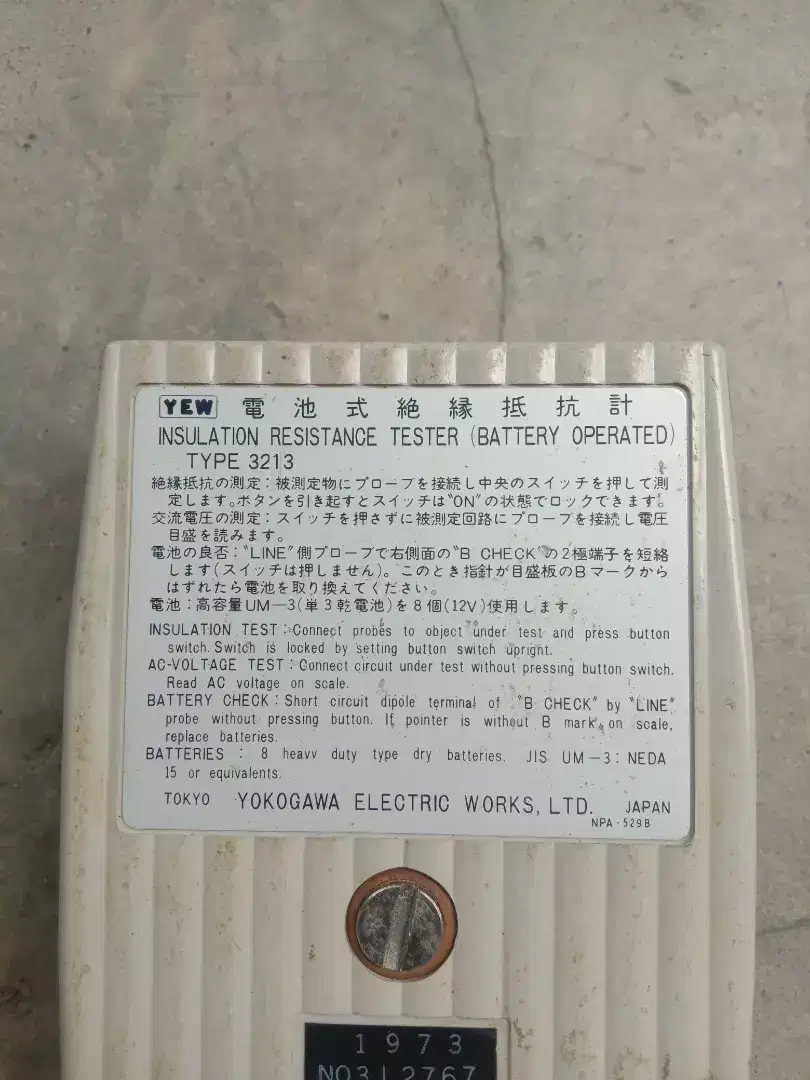 YEW 電池式絶縁抵抗計
INSULATION RESISTANCE TESTER (BATTERY OPERATED)
TYPE 3213
絶縁抵抗の測定：被測定物にプローブを接続し中央のスイッチを押して測
定します。ボタンを引き起すとスイッチは"ON"の状態でロックできます。
交流電圧の測定：スイッチを押さずに被測定回路にプローブを接続し電圧
目盛を読みます。
電池の良否："LINE"側プローブで右側面の"B CHECK"の2極端子を短絡
します(スイッチは押しません)。このとき指針が目盛板のBマークから
はずれたら電池を取り換えてください。
電池：高容量UM-3(単3乾電池)を8個(12V)使用します。
INSULATION TEST : Connect probes to object under test and press button
switch. Switch is locked by setting button switch upright.
AC-VOLTAGE TEST : Connect circuit under test without pressing button switch.
Read AC voltage on scale.
BATTERY CHECK : Short circuit dipole terminal of "B CHECK" by "LINE"
probe without pressing button. If pointer is without B mark on scale,
replace batteries.
BATTERIES : 8 heavy duty type dry batteries. JIS UM-3 : NEDA
15 or equivalents.
TOKYO YOKOGAWA ELECTRIC WORKS, LTD. JAPAN
NPA-529B
1973
NO3L2767